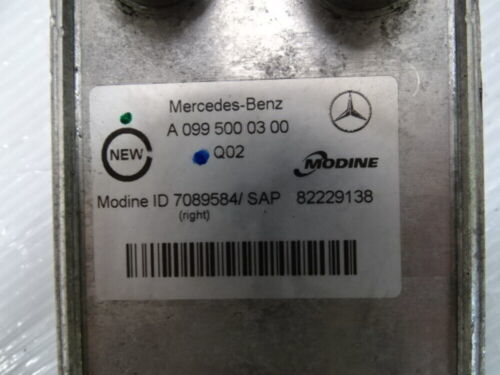 Mercedes-Benz
A 099 500 03 00
NEW
Q02
MODINE
Modine ID 7089584/ SAP 82229138
(right)